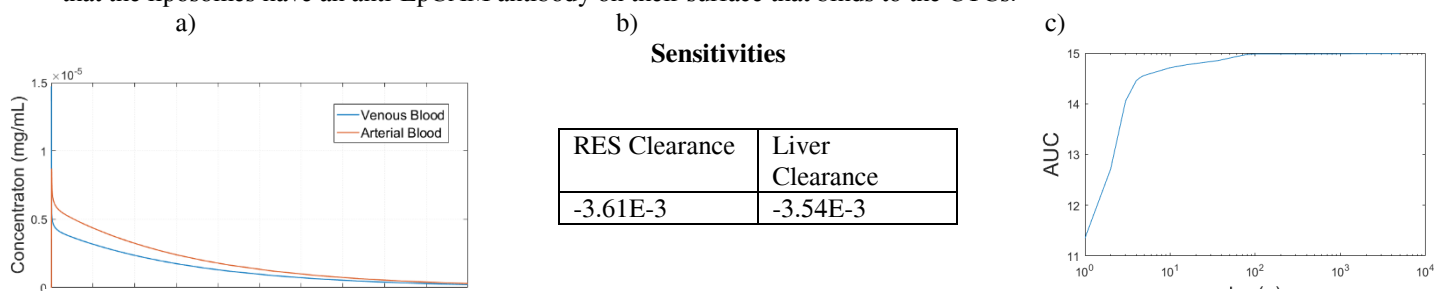 that the liposomes have an anti-EpCAM antibody on their surface that binds to the CTCs.
a) b) c)
Sensitivities
×10⁻⁵
1.5
1
0.5
0
Concentraton (mg/mL)
Venous Blood
Arterial Blood
RES Clearance Liver
Clearance
-3.61E-3 -3.54E-3
15
14
13
12
11
AUC
10⁰ 10¹ 10² 10³ 10⁴